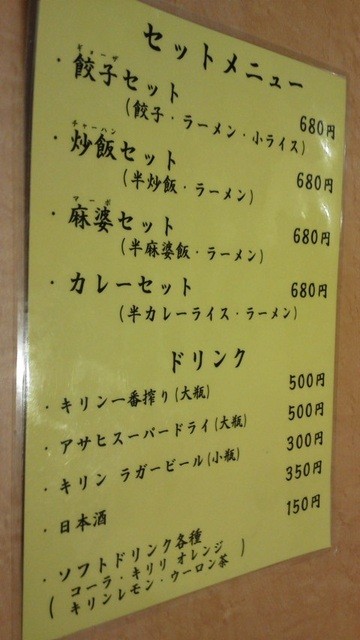 セットメニュー
ギョーザ
・餃子セット 680円
(餃子・ラーメン・小ライス)
チャーハン
・炒飯セット 680円
(半炒飯・ラーメン)
マーボ
・麻婆セット 680円
(半麻婆飯・ラーメン)
・カレーセット 680円
(半カレーライス・ラーメン)
ドリンク
・キリン一番搾り(大瓶) 500円
・アサヒスーパードライ(大瓶) 500円
・キリン ラガービール(小瓶) 300円
・日本酒 350円
・ソフトドリンク各種 150円
(コーラ・キリリ オレンジ
キリンレモン・ウーロン茶)